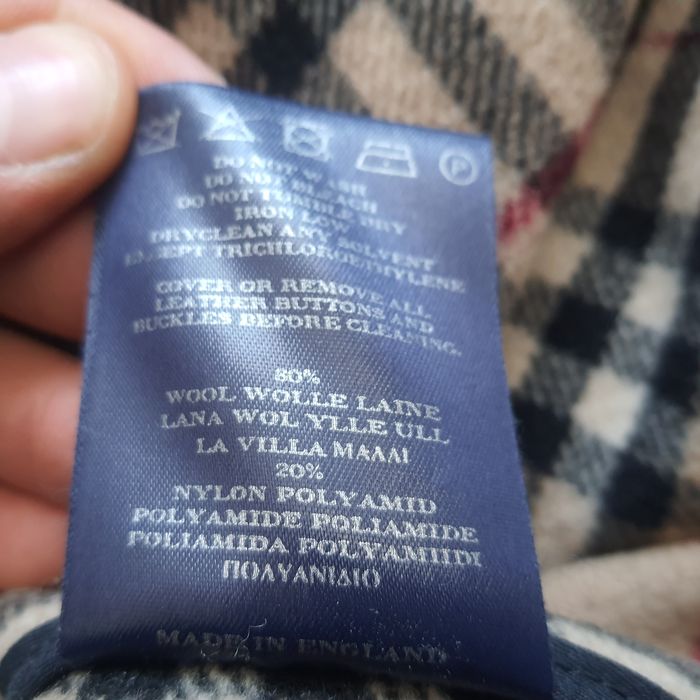 P
DO NOT WASH
DO NOT BLEACH
DO NOT TUMBLE DRY
IRON LOW
DRYCLEAN ANY SOLVENT
EXCEPT TRICHLOROETHYLENE
COVER OR REMOVE ALL
LEATHER BUTTONS AND
BUCKLES BEFORE CLEANING.
80%
WOOL WOLLE LAINE
LANA WOL YLLE ULL
LA VILLA ΜΑΛΛΙ
20%
NYLON POLYAMID
POLYAMIDE POLIAMIDE
POLIAMIDA POLYAMIIDI
ΠΟΛΥΑΝΙΔΙΟ
MADE IN ENGLAND